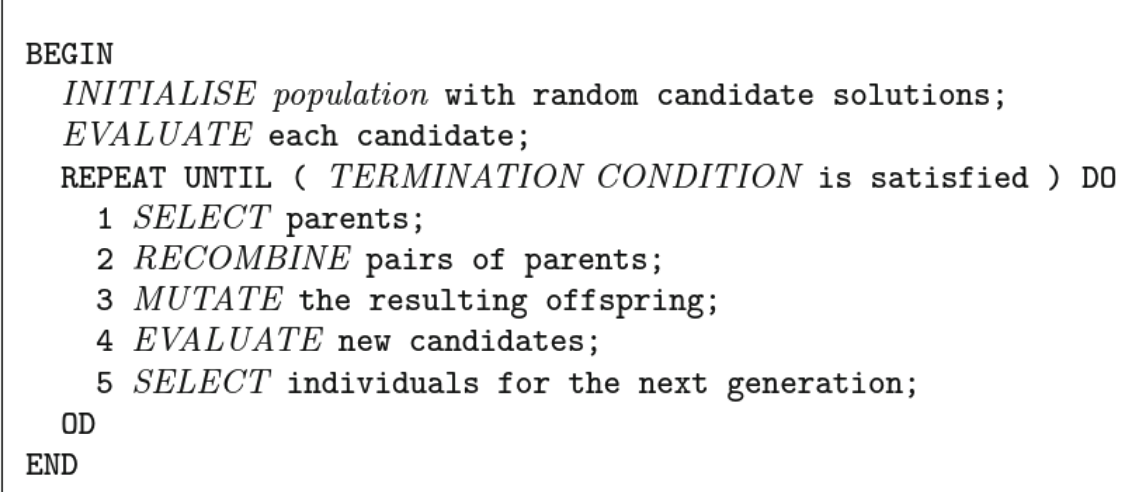 BEGIN
INITIALISE population with random candidate solutions;
EVALUATE each candidate;
REPEAT UNTIL ( TERMINATION CONDITION is satisfied ) DO
1 SELECT parents;
2 RECOMBINE pairs of parents;
3 MUTATE the resulting offspring;
4 EVALUATE new candidates;
5 SELECT individuals for the next generation;
OD
END